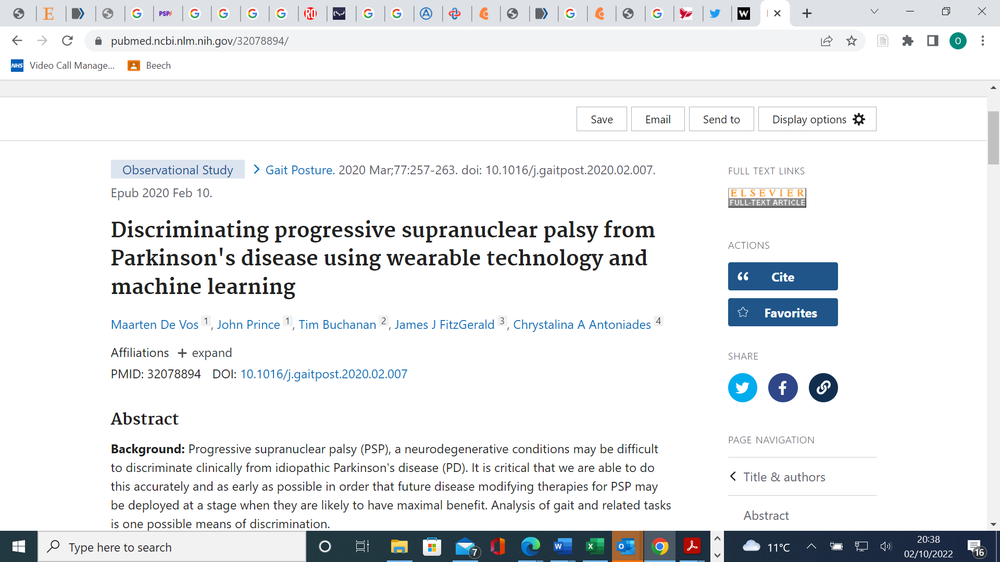 PSPA
RO
W
pubmed.ncbi.nlm.nih.gov/32078894/
O
NHS Video Call Manage... Beech
Save Email Send to Display options
Observational Study Gait Posture. 2020 Mar;77:257-263. doi: 10.1016/j.gaitpost.2020.02.007.
Epub 2020 Feb 10.
Discriminating progressive supranuclear palsy from
Parkinson's disease using wearable technology and
machine learning
Maarten De Vos 1, John Prince 1, Tim Buchanan 2, James J FitzGerald 3, Chrystalina A Antoniades 4
Affiliations + expand
PMID: 32078894 DOI: 10.1016/j.gaitpost.2020.02.007
Abstract
Background: Progressive supranuclear palsy (PSP), a neurodegenerative conditions may be difficult
to discriminate clinically from idiopathic Parkinson's disease (PD). It is critical that we are able to do
this accurately and as early as possible in order that future disease modifying therapies for PSP may
be deployed at a stage when they are likely to have maximal benefit. Analysis of gait and related tasks
is one possible means of discrimination.
FULL TEXT LINKS
ELSEVIER
FULL-TEXT ARTICLE
ACTIONS
Cite
Favorites
SHARE
PAGE NAVIGATION
Title & authors
Abstract
Type here to search
7
11°C
20:38
02/10/2022
16